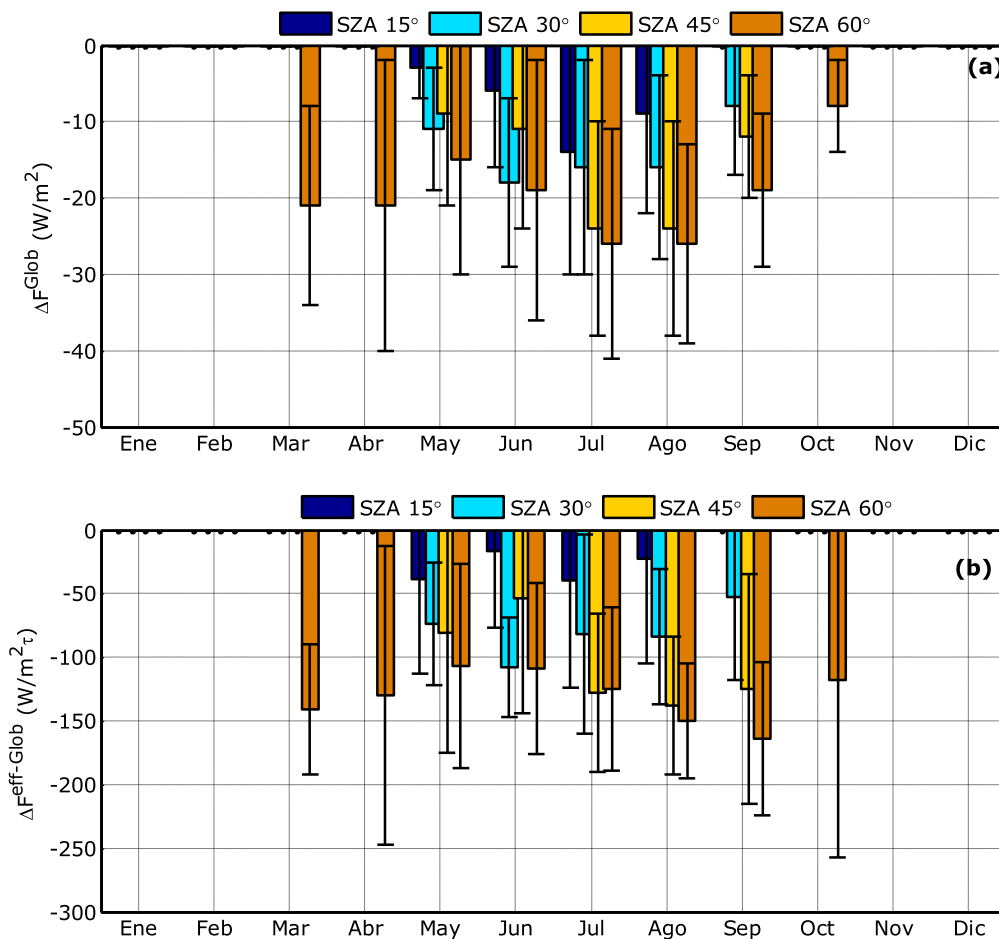 SZA 15° SZA 30° SZA 45° SZA 60°
(a)
0
-10
-20
-30
-40
-50
ΔF^Glob (W/m²)
Ene Feb Mar Abr May Jun Jul Ago Sep Oct Nov Dic
SZA 15° SZA 30° SZA 45° SZA 60°
(b)
0
-50
-100
-150
-200
-250
-300
ΔF^eff-Glob (W/m²τ)
Ene Feb Mar Abr May Jun Jul Ago Sep Oct Nov Dic